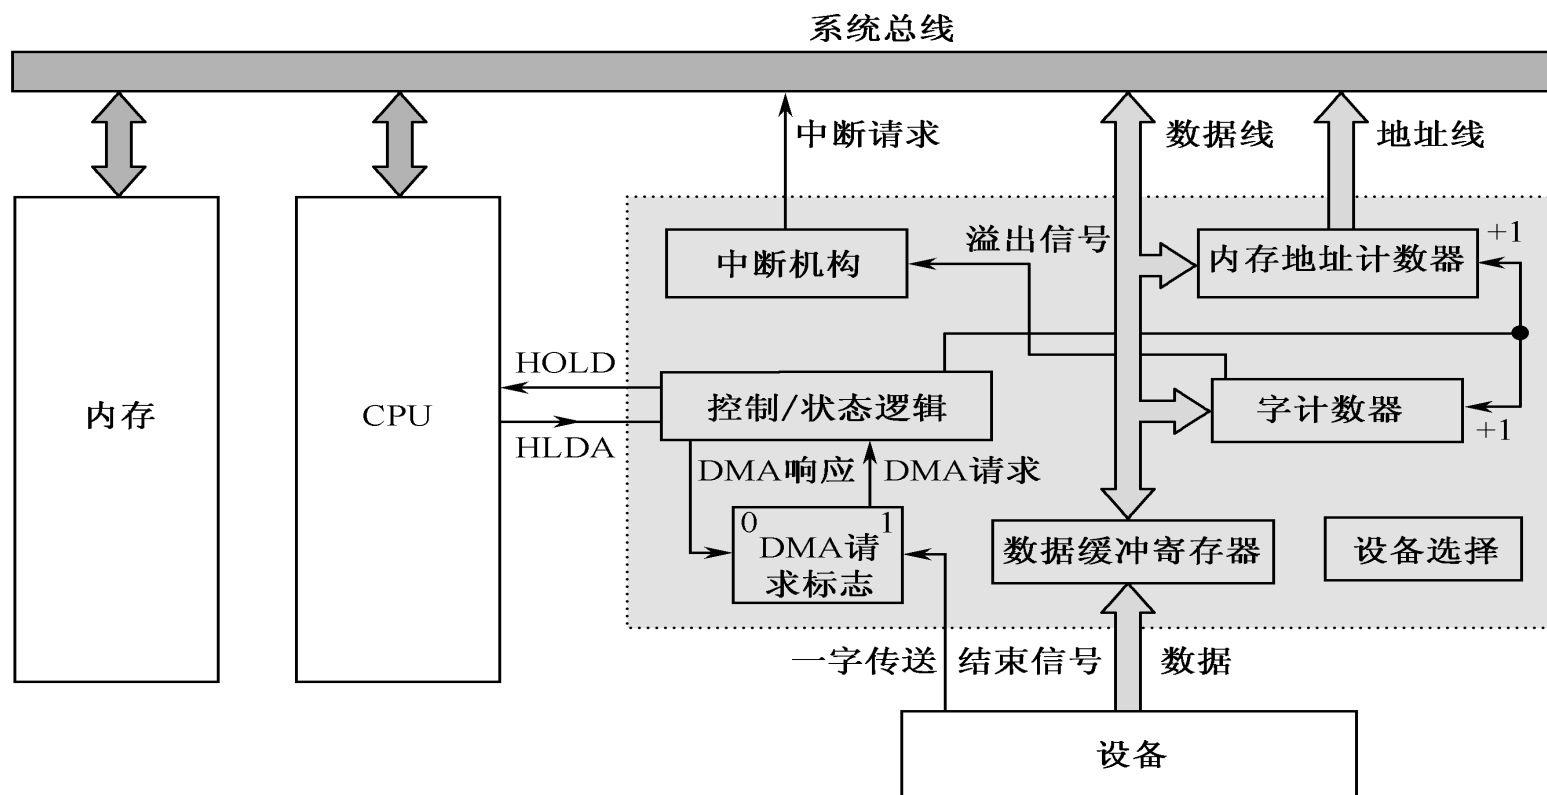 系统总线
中断请求
数据线
地址线
溢出信号
+1
中断机构
内存地址计数器
HOLD
内存
CPU
控制/状态逻辑
字计数器
+1
HLDA
DMA响应
DMA请求
0
1
DMA请
求标志
数据缓冲寄存器
设备选择
一字传送
结束信号
数据
设备